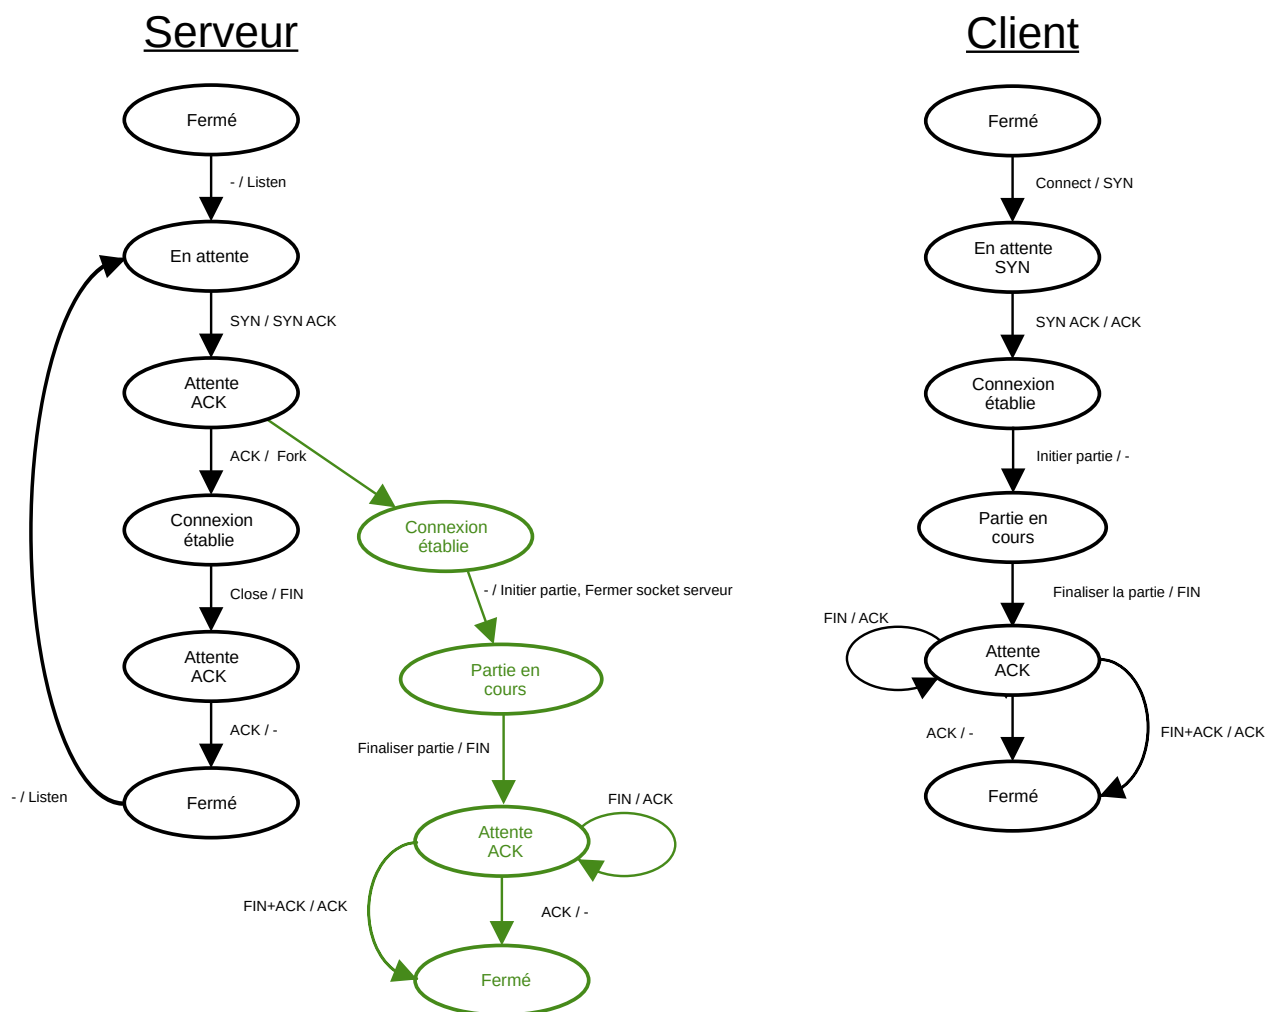 Serveur
Fermé
- / Listen
En attente
SYN / SYN ACK
Attente
ACK
ACK /  Fork
Connexion
établie
Close / FIN
Attente
ACK
ACK / -
Fermé
- / Listen
Connexion
établie
- / Initier partie, Fermer socket serveur
Partie en
cours
Finaliser partie / FIN
Attente
ACK
FIN / ACK
FIN+ACK / ACK
ACK / -
Fermé
Client
Fermé
Connect / SYN
En attente
SYN
SYN ACK / ACK
Connexion
établie
Initier partie / -
Partie en
cours
Finaliser la partie / FIN
FIN / ACK
Attente
ACK
ACK / -
FIN+ACK / ACK
Fermé